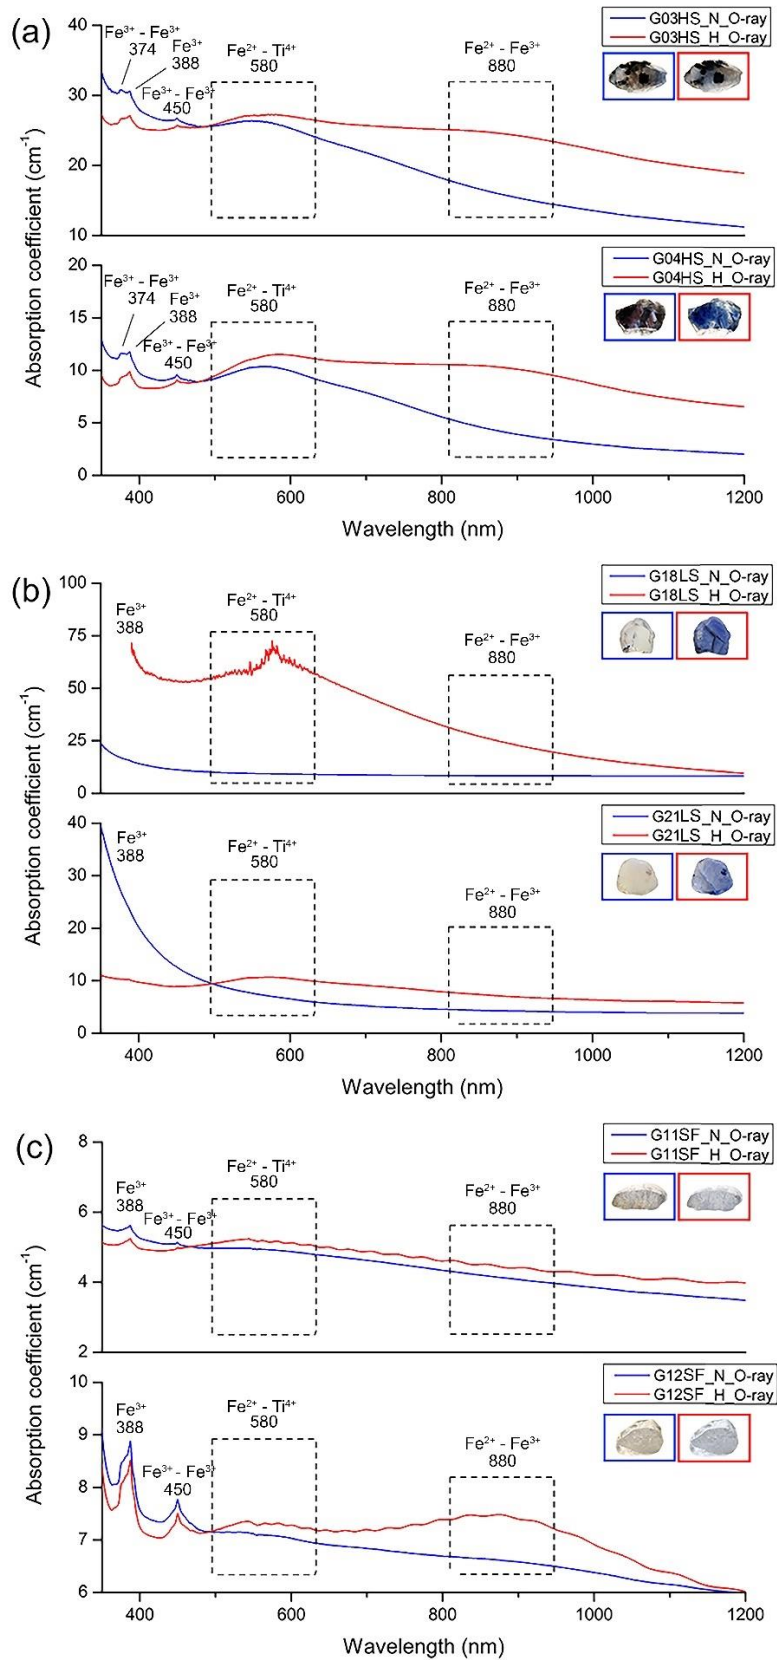 (a)
40
30
20
10
Fe³⁺ - Fe³⁺
374
Fe³⁺
388
Fe³⁺ - Fe³⁺
450
Fe²⁺ - Ti⁴⁺
580
Fe²⁺ - Fe³⁺
880
G03HS_N_O-ray
G03HS_H_O-ray
Absorption coefficient (cm⁻¹)
20
15
10
5
0
Fe³⁺ - Fe³⁺
374
Fe³⁺
388
Fe³⁺ - Fe³⁺
450
Fe²⁺ - Ti⁴⁺
580
Fe²⁺ - Fe³⁺
880
G04HS_N_O-ray
G04HS_H_O-ray
400 600 800 1000 1200
Wavelength (nm)
(b)
100
75
50
25
0
Fe³⁺
388
Fe²⁺ - Ti⁴⁺
580
Fe²⁺ - Fe³⁺
880
G18LS_N_O-ray
G18LS_H_O-ray
Absorption coefficient (cm⁻¹)
40
30
20
10
0
Fe³⁺
388
Fe²⁺ - Ti⁴⁺
580
Fe²⁺ - Fe³⁺
880
G21LS_N_O-ray
G21LS_H_O-ray
400 600 800 1000 1200
Wavelength (nm)
(c)
8
6
4
2
Fe³⁺
388
Fe³⁺ - Fe³⁺
450
Fe²⁺ - Ti⁴⁺
580
Fe²⁺ - Fe³⁺
880
G11SF_N_O-ray
G11SF_H_O-ray
Absorption coefficient (cm⁻¹)
10
9
8
7
6
Fe³⁺
388
Fe³⁺ - Fe³⁺
450
Fe²⁺ - Ti⁴⁺
580
Fe²⁺ - Fe³⁺
880
G12SF_N_O-ray
G12SF_H_O-ray
400 600 800 1000 1200
Wavelength (nm)